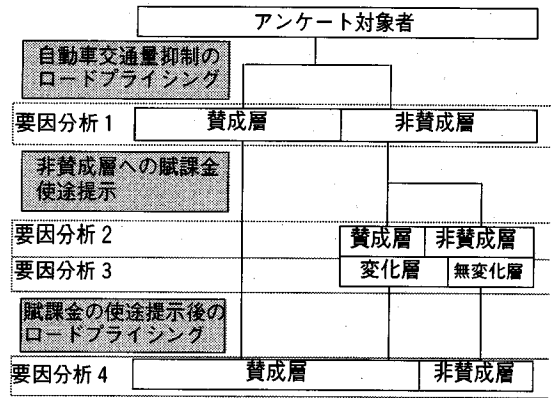 アンケート対象者
自動車交通量抑制の
ロードプライシング
要因分析1
賛成層
非賛成層
非賛成層への賦課金
使途提示
要因分析2
賛成層
非賛成層
要因分析3
変化層
無変化層
賦課金の使途提示後の
ロードプライシング
要因分析4
賛成層
非賛成層